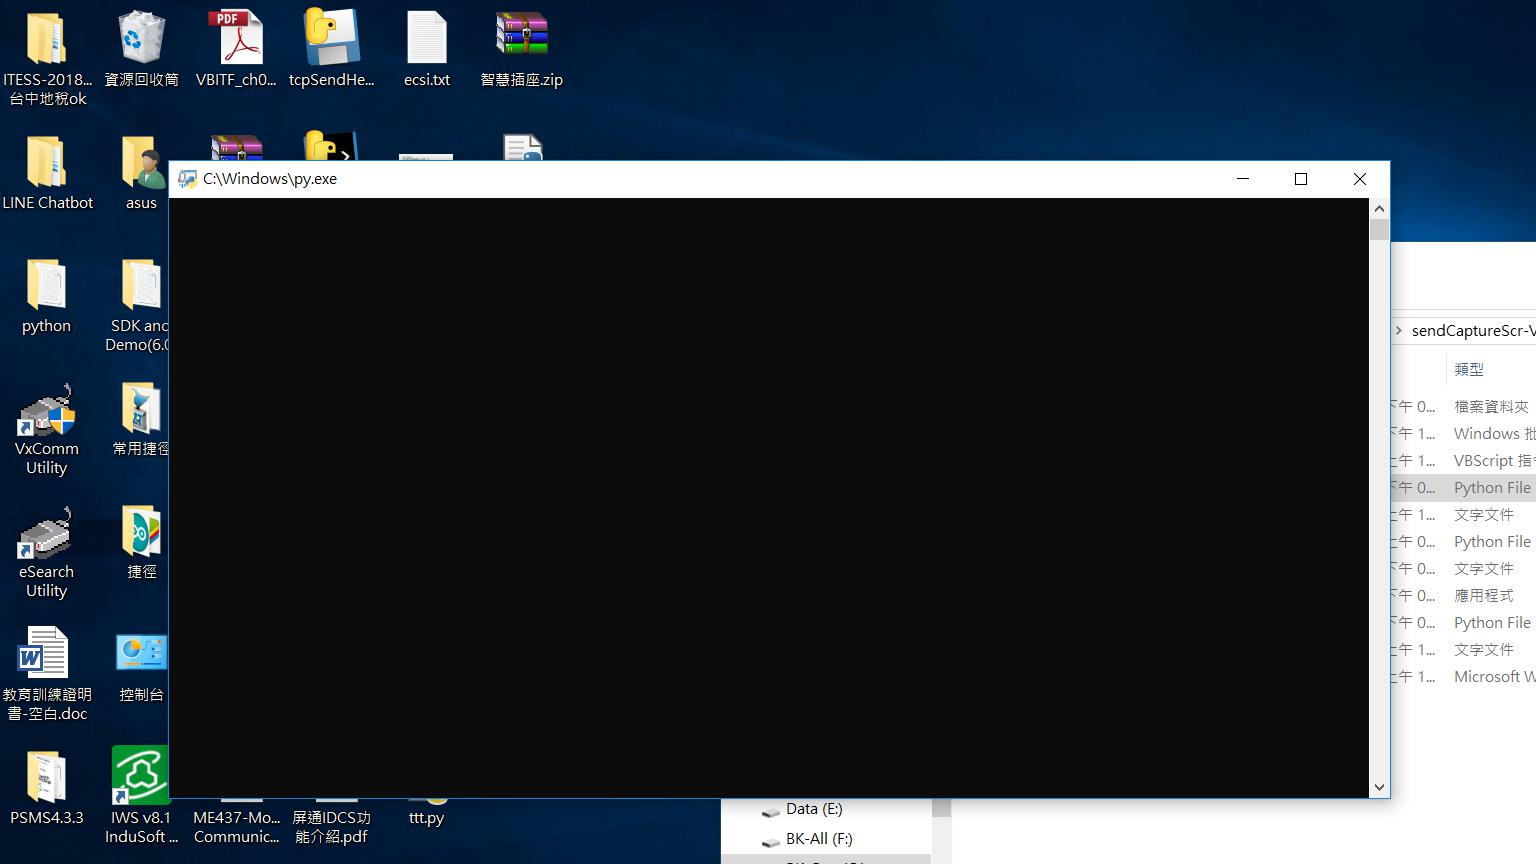 ITESS-2018...
台中地稅ok
資源回收筒
PDF
VBITF_ch0...
tcpSendHe...
ecsi.txt
智慧插座.zip
LINE Chatbot
asus
C:\Windows\py.exe
python
SDK and
Demo(6.0
sendCaptureScr-V
類型
下午 0...
檔案資料夾
下午 1...
Windows 批
上午 1...
VBScript 指令
下午 0...
Python File
上午 1...
文字文件
上午 0...
Python File
下午 0...
文字文件
下午 0...
應用程式
下午 0...
Python File
上午 1...
文字文件
上午 1...
Microsoft W
VxComm
Utility
常用捷徑
eSearch
Utility
捷徑
W
教育訓練證明
書-空白.doc
控制台
PSMS4.3.3
IWS v8.1
InduSoft ...
ME437-Mo...
Communic...
屏通IDCS功
能介紹.pdf
ttt.py
Data (E:)
BK-All (F:)